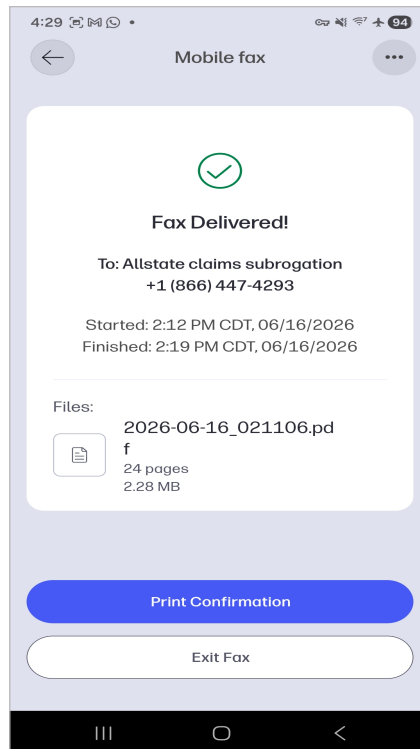 4:29
94
Mobile fax
Fax Delivered!
To: Allstate claims subrogation
+1 (866) 447-4293
Started: 2:12 PM CDT, 06/16/2026
Finished: 2:19 PM CDT, 06/16/2026
Files:
2026-06-16_021106.pd
f
24 pages
2.28 MB
Print Confirmation
Exit Fax